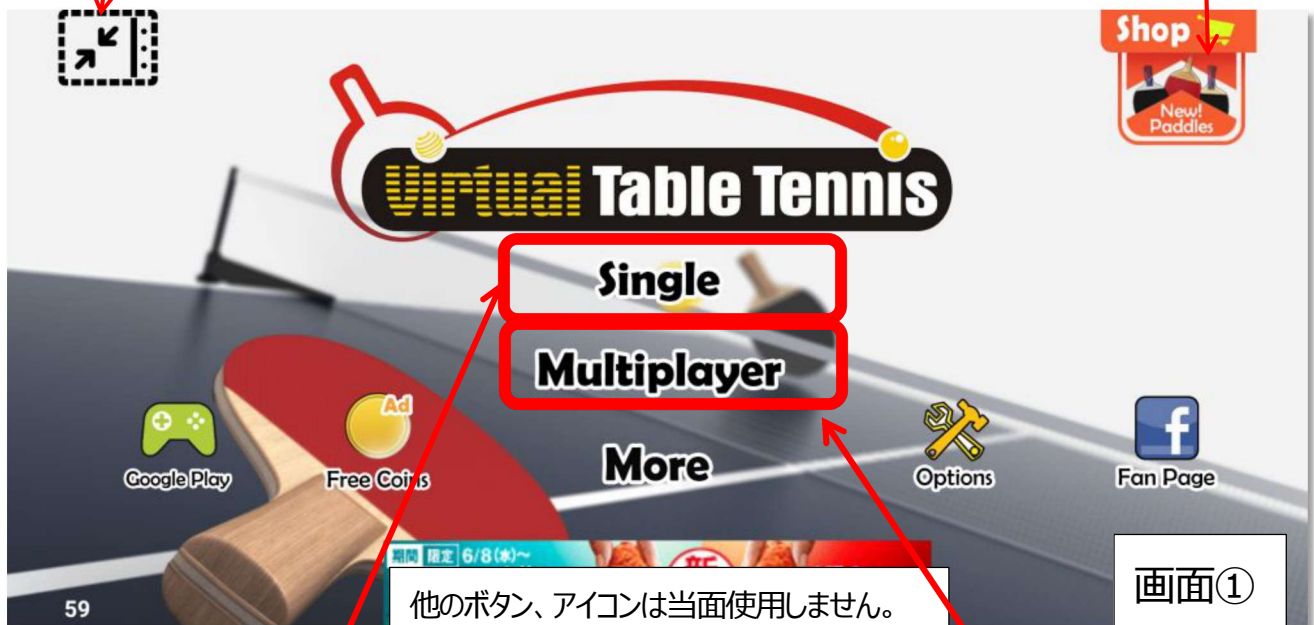 Shop
New!
Paddles
Virtual Table Tennis
Single
Multiplayer
Ad
Google Play
Free Coins
More
Options
f
Fan Page
期間 限定 6/8(水)~
新
59
他のボタン、アイコンは当面使用しません。
画面①